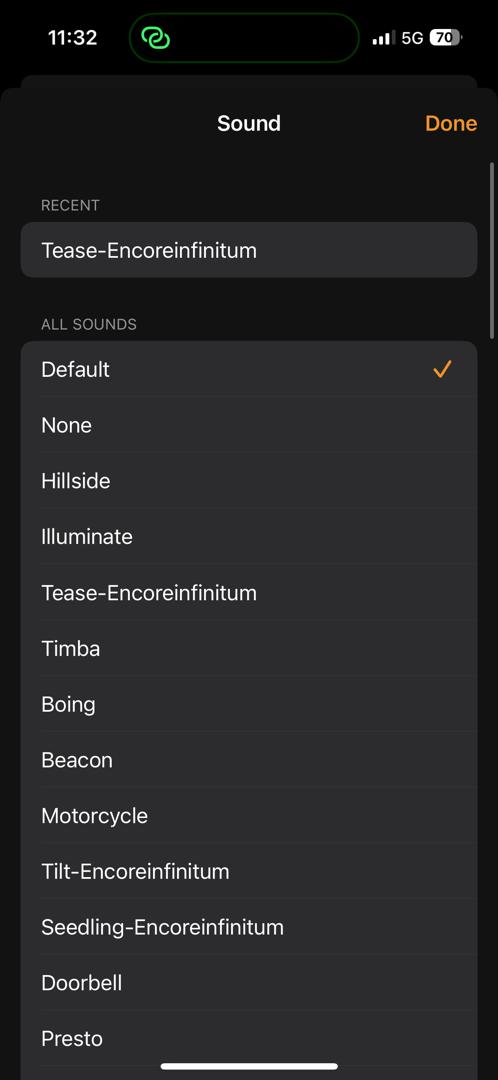 11:32
5G
70
Sound
Done
RECENT
Tease-Encoreinfinitum
ALL SOUNDS
Default
None
Hillside
Illuminate
Tease-Encoreinfinitum
Timba
Boing
Beacon
Motorcycle
Tilt-Encoreinfinitum
Seedling-Encoreinfinitum
Doorbell
Presto